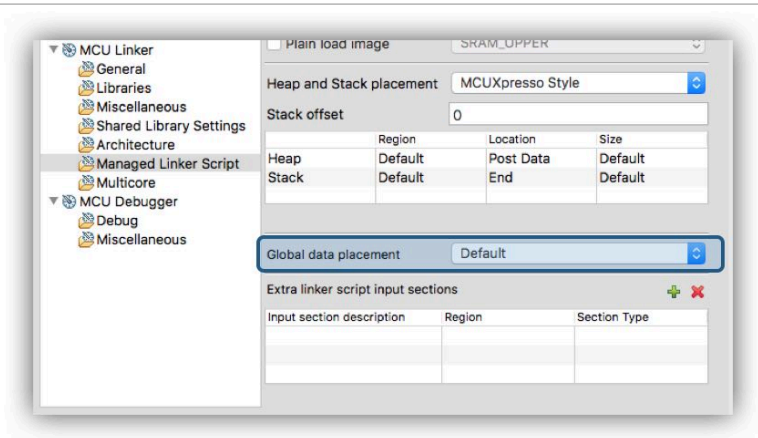 MCU Linker
General
Libraries
Miscellaneous
Shared Library Settings
Architecture
Managed Linker Script
Multicore
MCU Debugger
Debug
Miscellaneous
Plain load image SRAM_UPPER
Heap and Stack placement MCUXpresso Style
Stack offset 0
Region Location Size
Heap Default Post Data Default
Stack Default End Default
Global data placement Default
Extra linker script input sections
Input section description Region Section Type